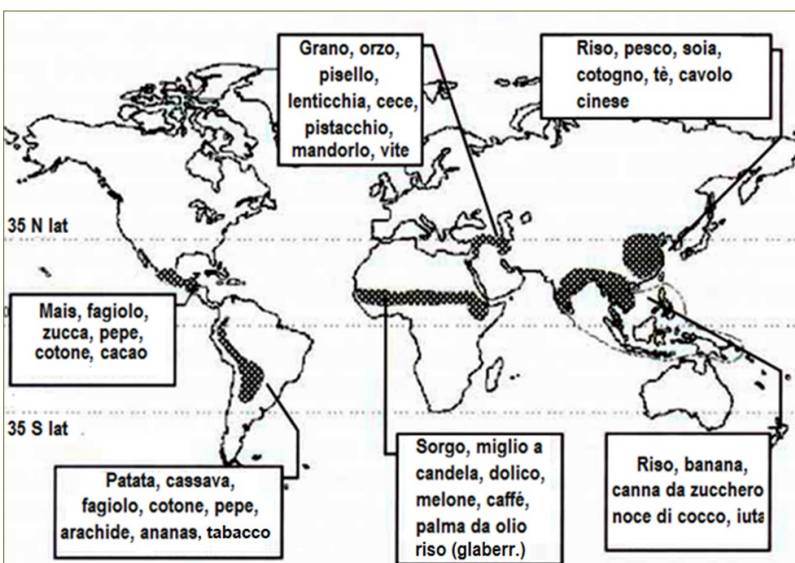 Grano, orzo,
pisello,
lenticchia, cece,
pistacchio,
mandorlo, vite
Riso, pesco, soia,
cotogno, tè, cavolo
cinese
35 N lat
Mais, fagiolo,
zucca, pepe,
cotone, cacao
0
35 S lat
Patata, cassava,
fagiolo, cotone, pepe,
arachide, ananas, tabacco
Sorgo, miglio a
candela, dolico,
melone, caffé,
palma da olio
riso (glaberr.)
Riso, banana,
canna da zucchero
noce di cocco, iuta